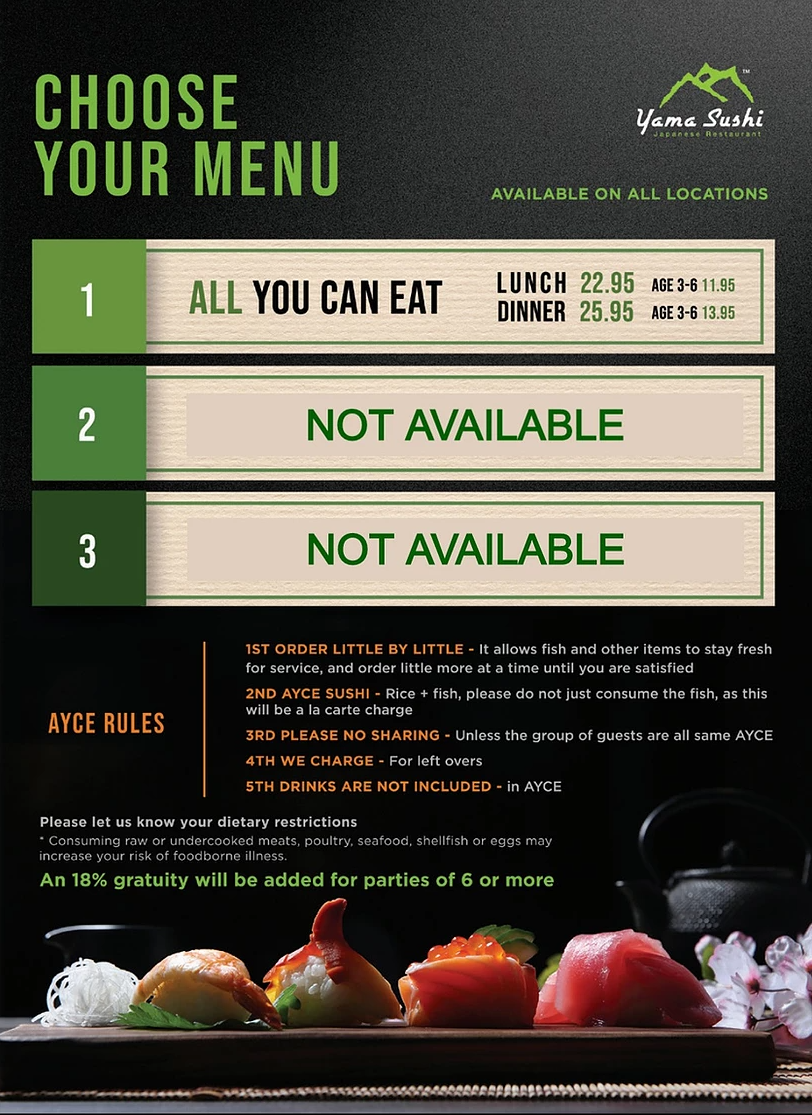 CHOOSE
YOUR MENU
™
Yama Sushi
Japanese Restaurant
AVAILABLE ON ALL LOCATIONS
1
ALL YOU CAN EAT
LUNCH 22.95 AGE 3-6 11.95
DINNER 25.95 AGE 3-6 13.95
2
NOT AVAILABLE
3
NOT AVAILABLE
AYCE RULES
1ST ORDER LITTLE BY LITTLE - It allows fish and other items to stay fresh
for service, and order little more at a time until you are satisfied
2ND AYCE SUSHI - Rice + fish, please do not just consume the fish, as this
will be a la carte charge
3RD PLEASE NO SHARING - Unless the group of guests are all same AYCE
4TH WE CHARGE - For left overs
5TH DRINKS ARE NOT INCLUDED - in AYCE
Please let us know your dietary restrictions
* Consuming raw or undercooked meats, poultry, seafood, shellfish or eggs may
increase your risk of foodborne illness.
An 18% gratuity will be added for parties of 6 or more